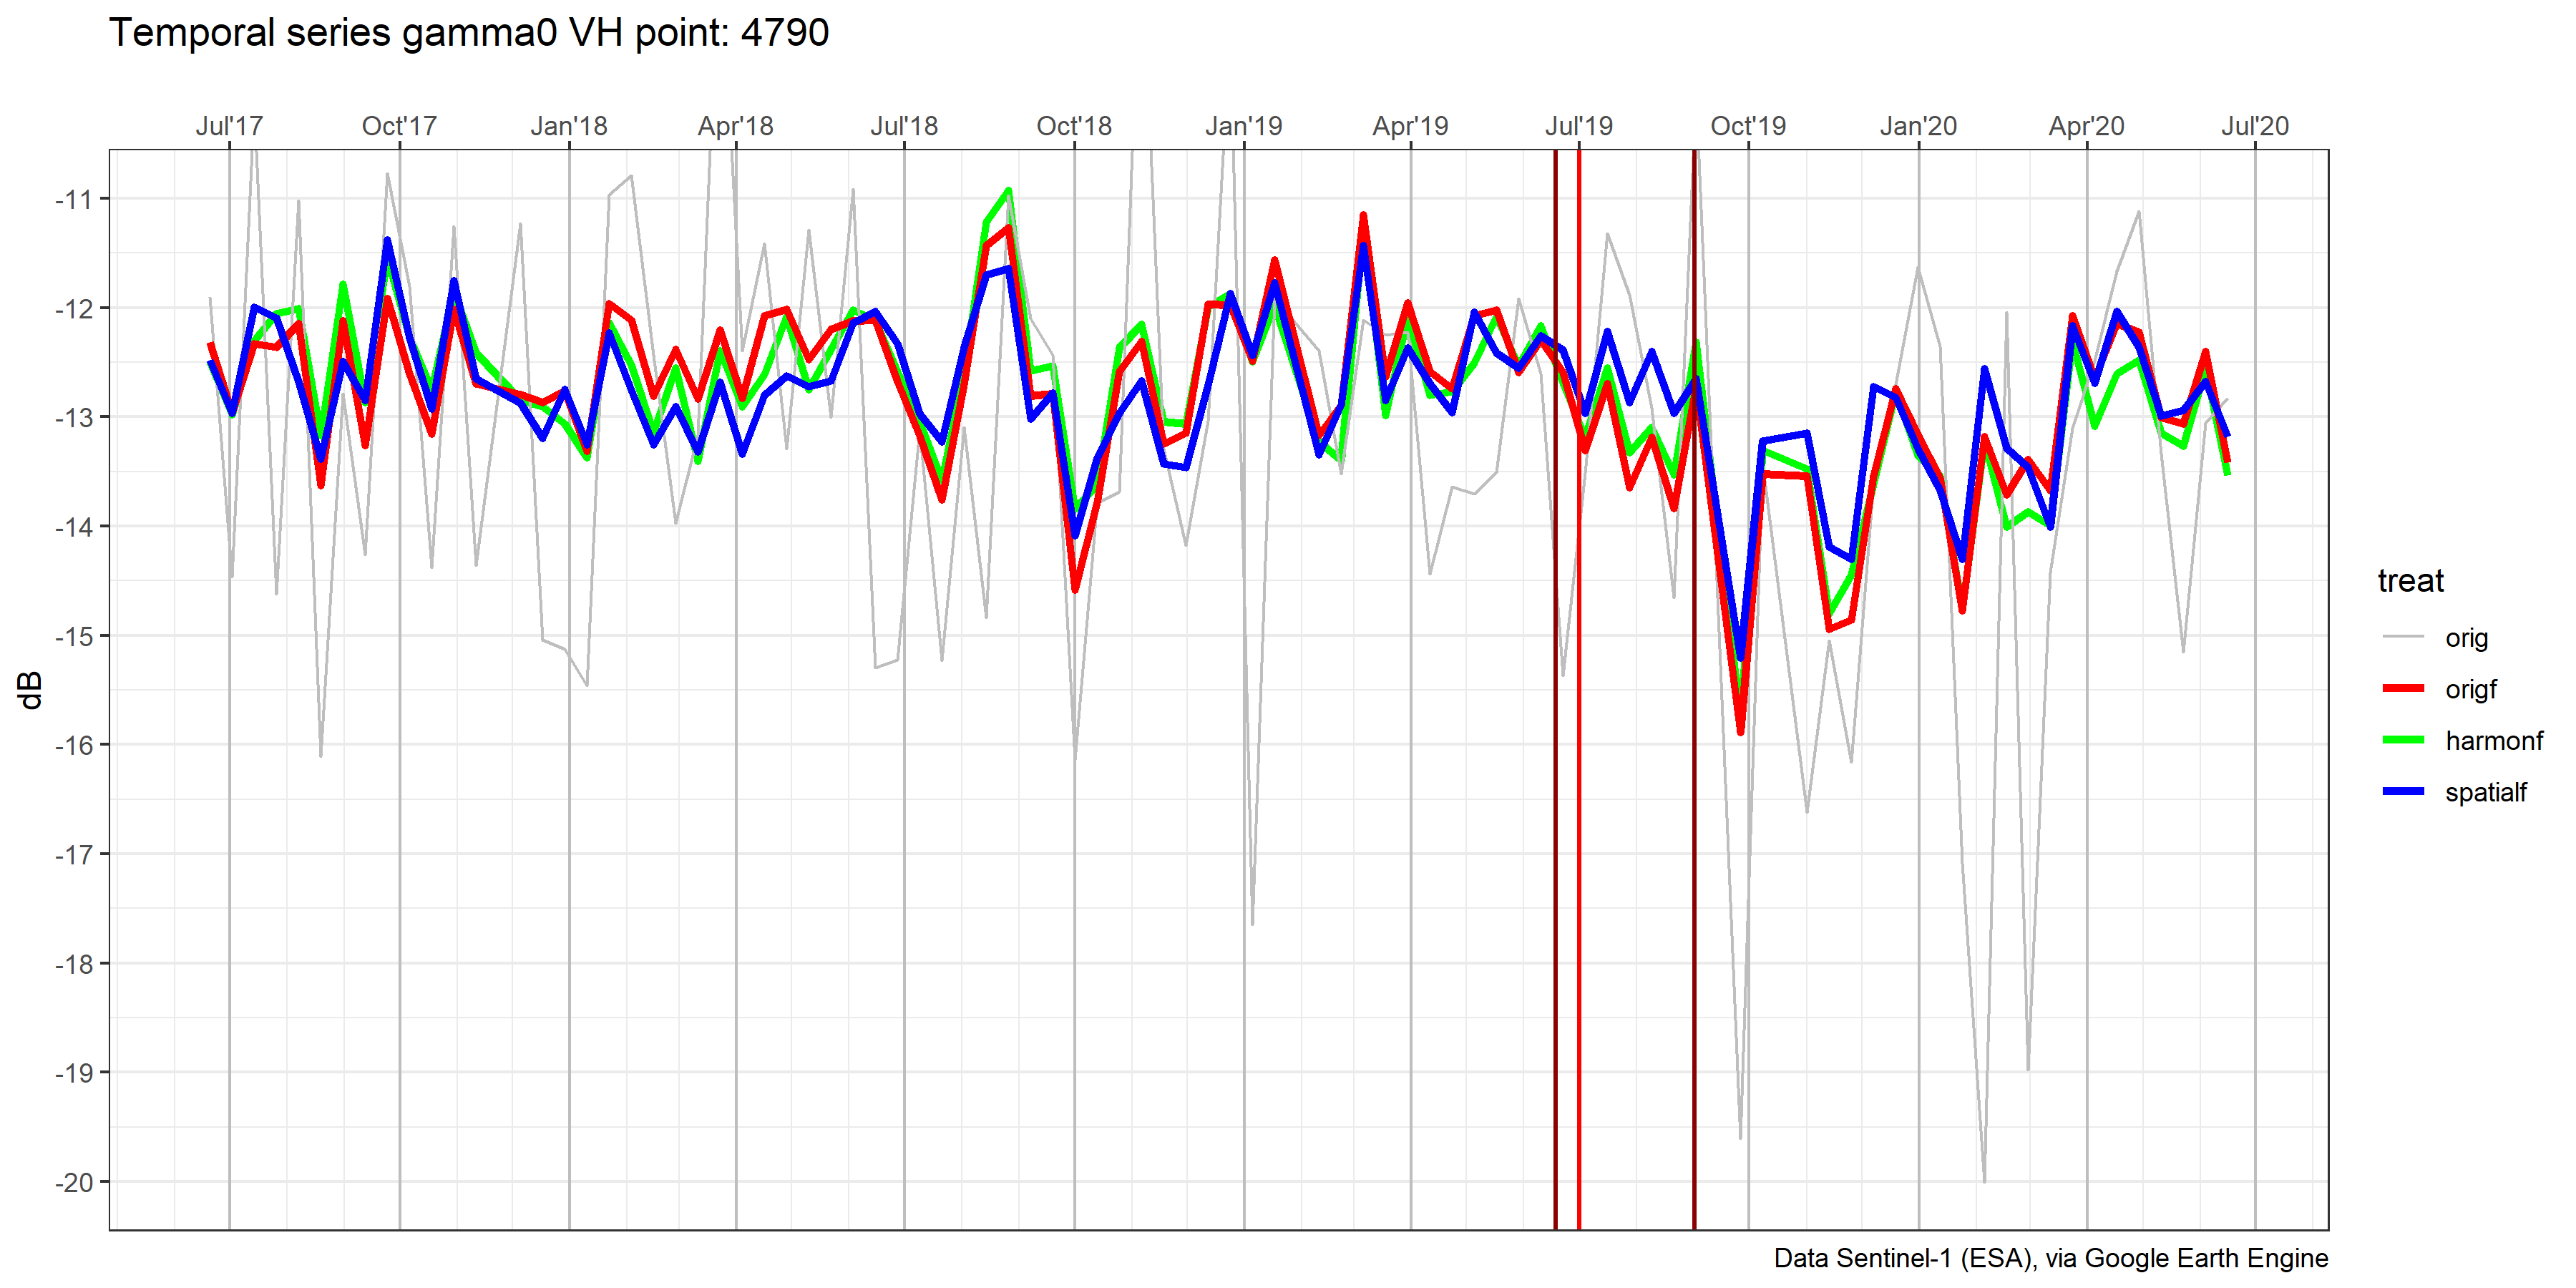 Temporal series gamma0 VH point: 4790
Jul'17 Oct'17 Jan'18 Apr'18 Jul'18 Oct'18 Jan'19 Apr'19 Jul'19 Oct'19 Jan'20 Apr'20 Jul'20
-11
-12
-13
-14
-15
-16
-17
-18
-19
-20
dB
treat
orig
origf
harmonf
spatialf
Data Sentinel-1 (ESA), via Google Earth Engine